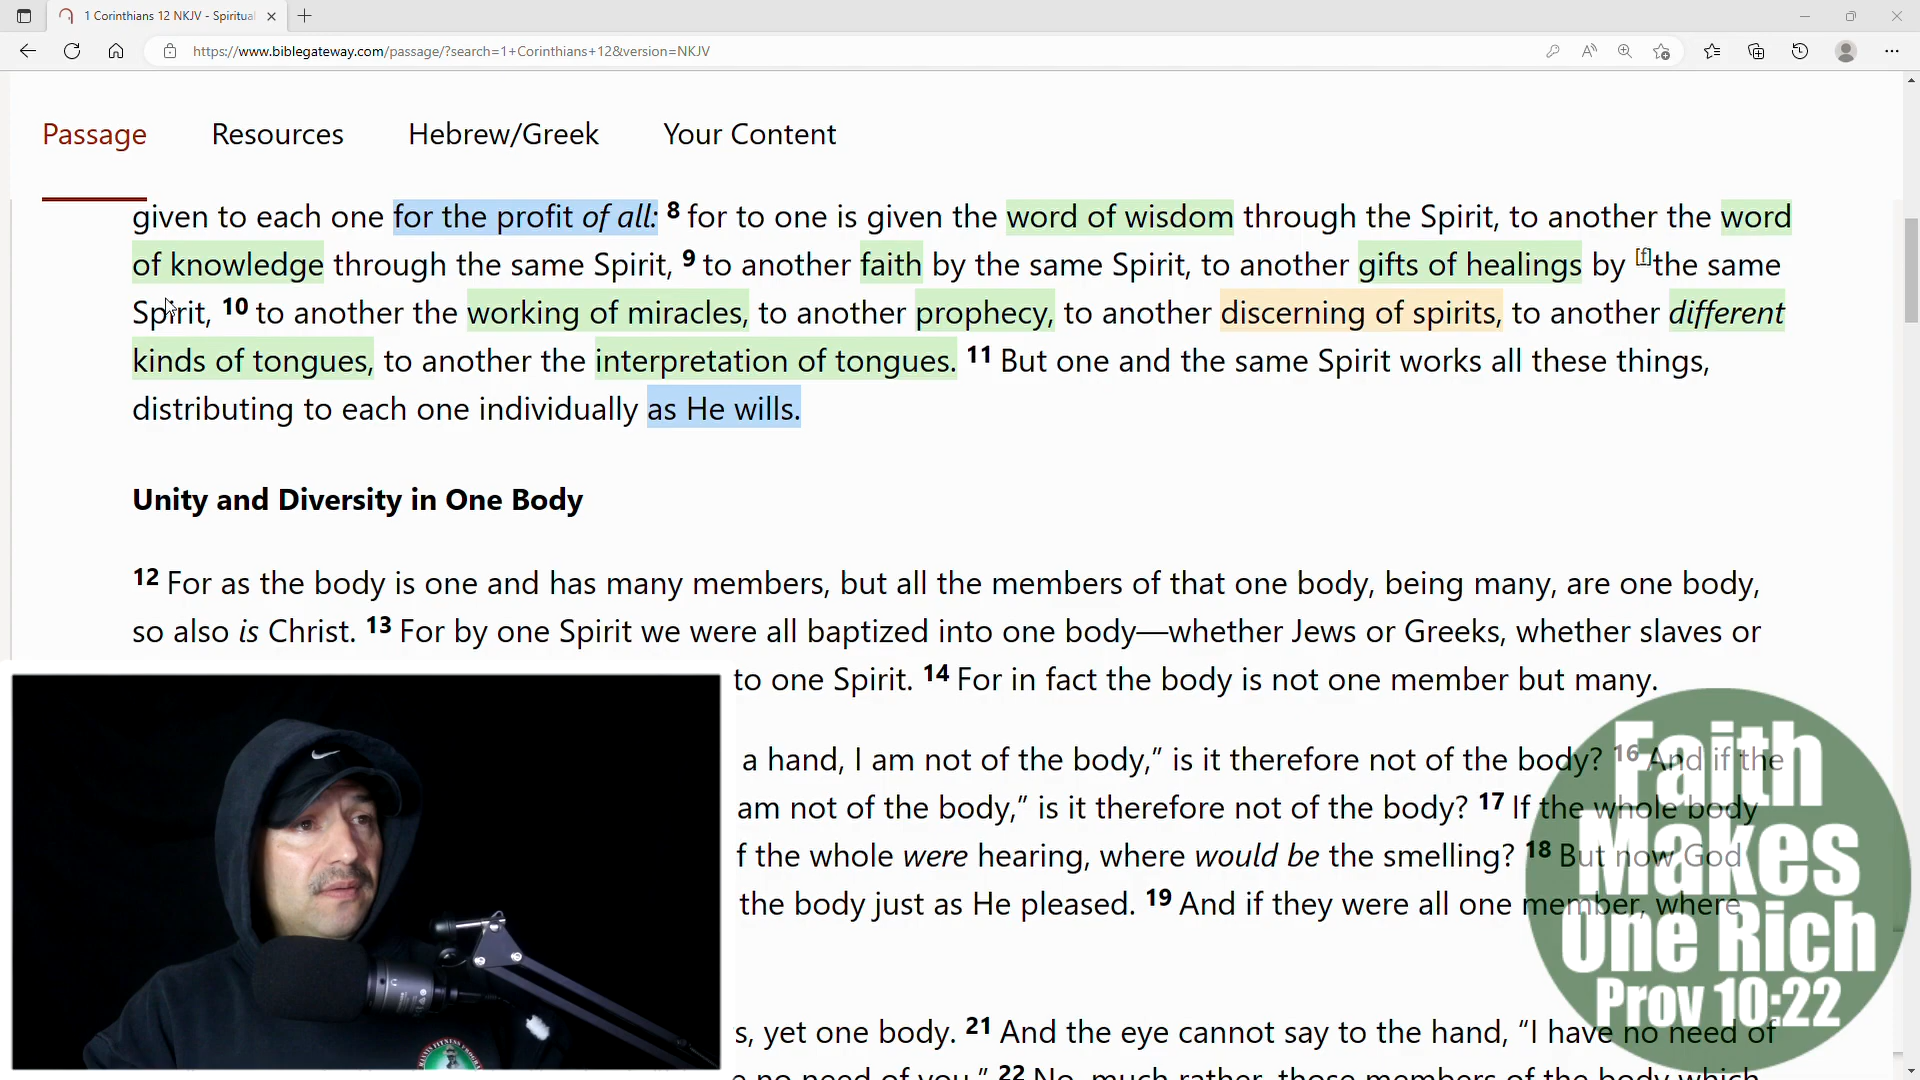 1 Corinthians 12 NKJV - Spiritual
https://www.biblegateway.com/passage/?search=1+Corinthians+12&version=NKJV
Passage Resources Hebrew/Greek Your Content
given to each one for the profit of all: 8 for to one is given the word of wisdom through the Spirit, to another the word
of knowledge through the same Spirit, 9 to another faith by the same Spirit, to another gifts of healings by [f]the same
Spirit, 10 to another the working of miracles, to another prophecy, to another discerning of spirits, to another different
kinds of tongues, to another the interpretation of tongues. 11 But one and the same Spirit works all these things,
distributing to each one individually as He wills.
Unity and Diversity in One Body
12 For as the body is one and has many members, but all the members of that one body, being many, are one body,
so also is Christ. 13 For by one Spirit we were all baptized into one body—whether Jews or Greeks, whether slaves or
to one Spirit. 14 For in fact the body is not one member but many.
a hand, I am not of the body,” is it therefore not of the body? 16 And if the
am not of the body,” is it therefore not of the body? 17 If the whole body
f the whole were hearing, where would be the smelling? 18 But now God
the body just as He pleased. 19 And if they were all one member, where
s, yet one body. 21 And the eye cannot say to the hand, “I have no need of
e no need of you.” 22 No, much rather, those members of the body which
Faith
Makes
One Rich
Prov 10:22